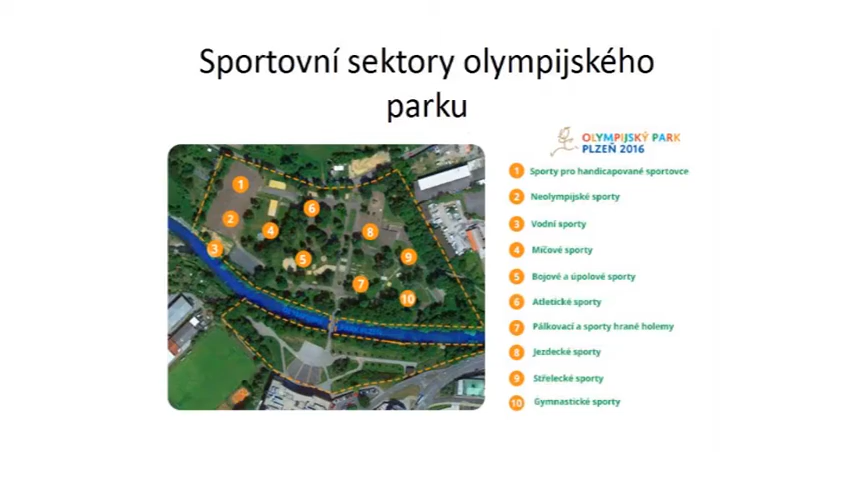 Sportovní sektory olympijského
parku
OLYMPIJSKÝ PARK
PLZEŇ 2016
1 Sporty pro handicapované sportovce
2 Neolympijské sporty
3 Vodní sporty
4 Míčové sporty
5 Bojové a úpolové sporty
6 Atletické sporty
7 Pálkovací a sporty hrané holemy
8 Jezdecké sporty
9 Střelecké sporty
10 Gymnastické sporty
1
6
2
4
8
3
5
9
7
10